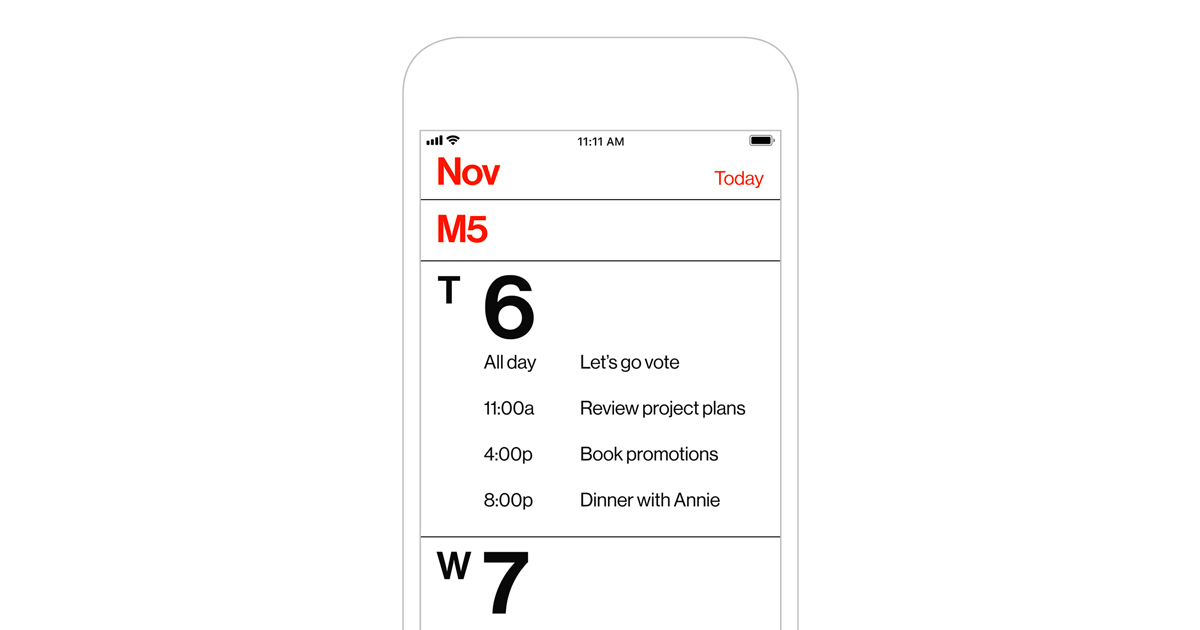 11:11 AM
Nov
Today
M5
T 6
All day Let’s go vote
11:00a Review project plans
4:00p Book promotions
8:00p Dinner with Annie
W 7